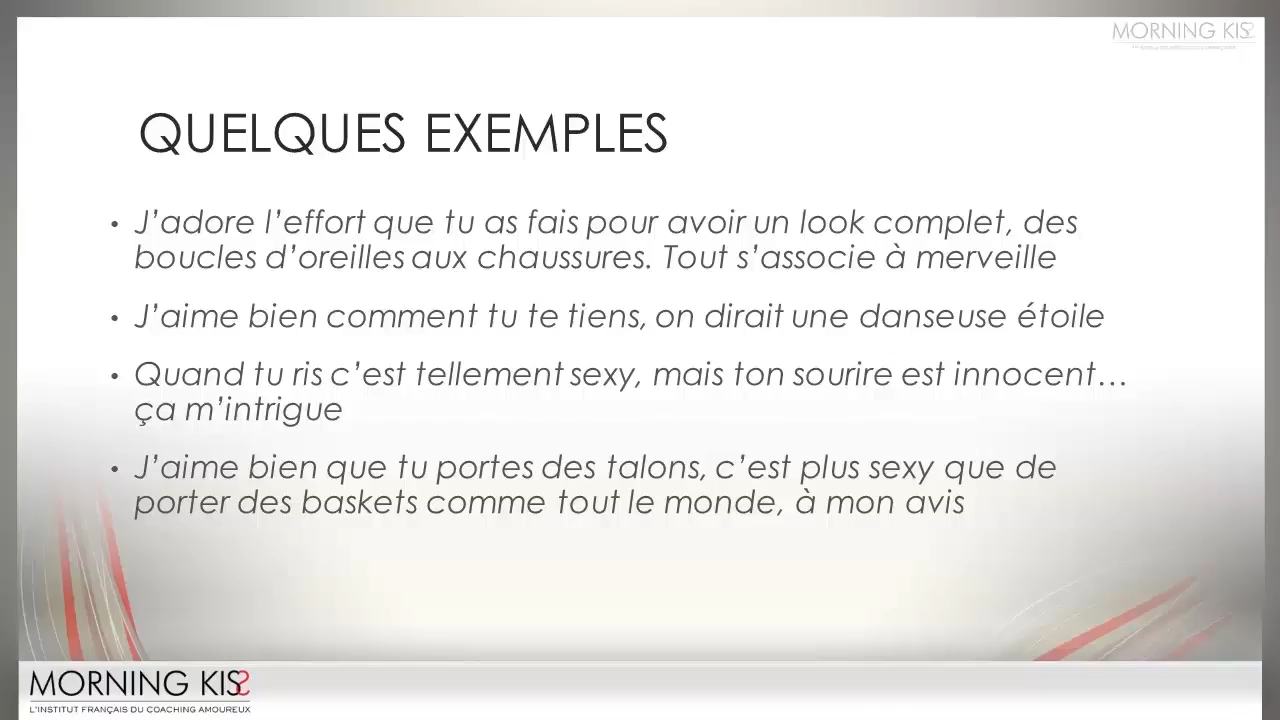 MORNING KISS
QUELQUES EXEMPLES
• J’adore l’effort que tu as fais pour avoir un look complet, des
boucles d’oreilles aux chaussures. Tout s’associe à merveille
• J’aime bien comment tu te tiens, on dirait une danseuse étoile
• Quand tu ris c’est tellement sexy, mais ton sourire est innocent…
ça m’intrigue
• J’aime bien que tu portes des talons, c’est plus sexy que de
porter des baskets comme tout le monde, à mon avis
MORNING KISS
L’INSTITUT FRANÇAIS DU COACHING AMOUREUX